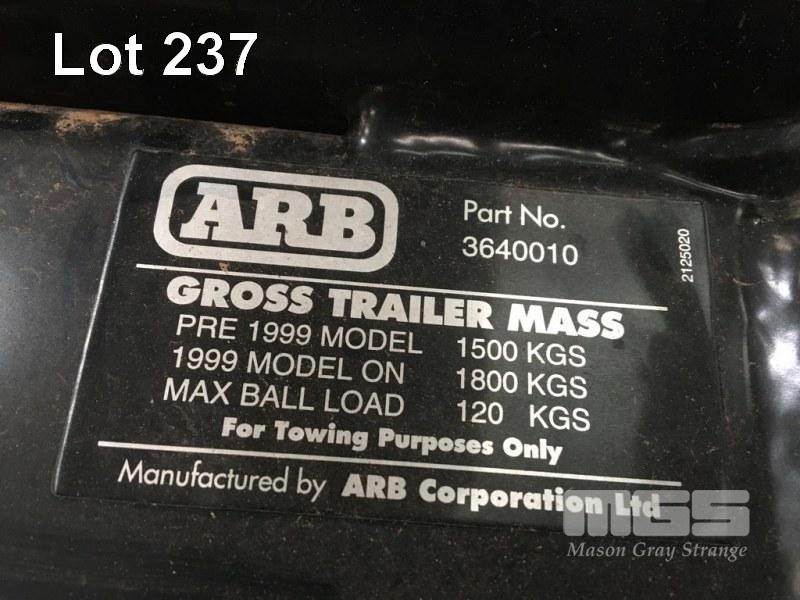 Lot 237
ARB
Part No.
3640010
2125020
GROSS TRAILER MASS
PRE 1999 MODEL 1500 KGS
1999 MODEL ON 1800 KGS
MAX BALL LOAD 120 KGS
For Towing Purposes Only
Manufactured by ARB Corporation Ltd
mGS
Mason Gray Strange